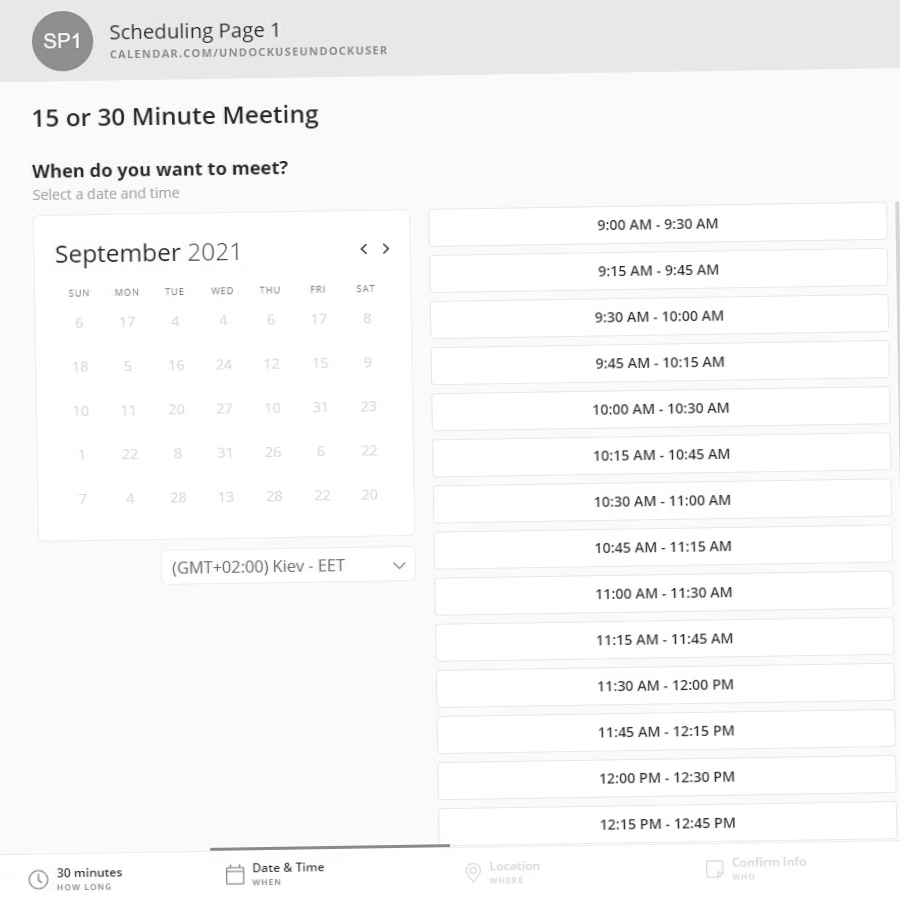 SP1
Scheduling Page 1
CALENDAR.COM/UNDOCKUSEUNDOCKUSER
15 or 30 Minute Meeting
When do you want to meet?
Select a date and time
September 2021
SUN MON TUE WED THU FRI SAT
6 17 4 4 6 17 8
18 5 16 24 12 15 9
10 11 20 27 10 31 23
1 22 8 31 26 6 22
7 4 28 13 28 22 20
(GMT+02:00) Kiev - EET
9:00 AM - 9:30 AM
9:15 AM - 9:45 AM
9:30 AM - 10:00 AM
9:45 AM - 10:15 AM
10:00 AM - 10:30 AM
10:15 AM - 10:45 AM
10:30 AM - 11:00 AM
10:45 AM - 11:15 AM
11:00 AM - 11:30 AM
11:15 AM - 11:45 AM
11:30 AM - 12:00 PM
11:45 AM - 12:15 PM
12:00 PM - 12:30 PM
12:15 PM - 12:45 PM
30 minutes
HOW LONG
Date & Time
WHEN
Location
WHERE
Confirm Info
WHO